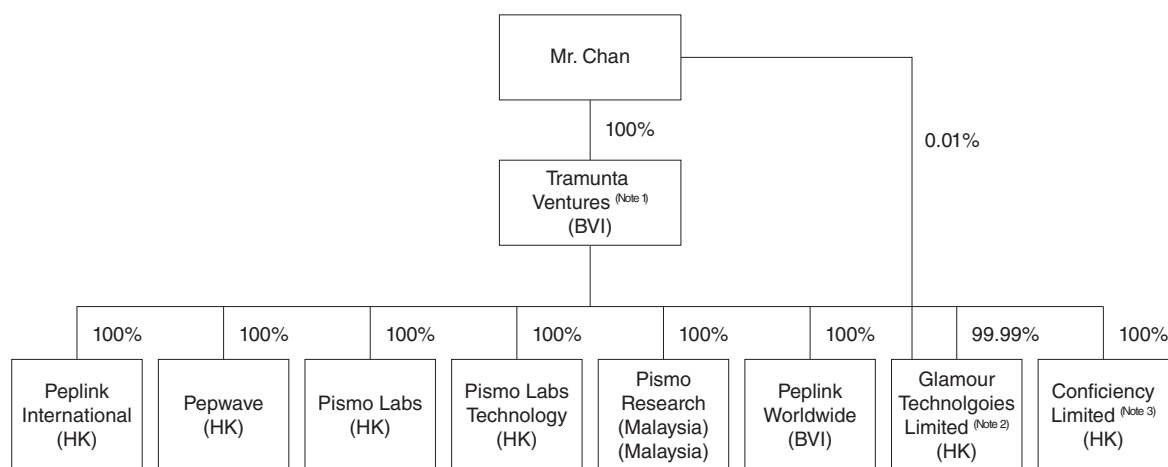 Mr. Chan
100%
0.01%
Tramunta
Ventures (Note 1)
(BVI)
100%
100%
100%
100%
100%
100%
99.99%
100%
Peplink
International
(HK)
Pepwave
(HK)
Pismo Labs
(HK)
Pismo Labs
Technology
(HK)
Pismo
Research
(Malaysia)
(Malaysia)
Peplink
Worldwide
(BVI)
Glamour
Technolgoies
Limited (Note 2)
(HK)
Conficiency
Limited (Note 3)
(HK)